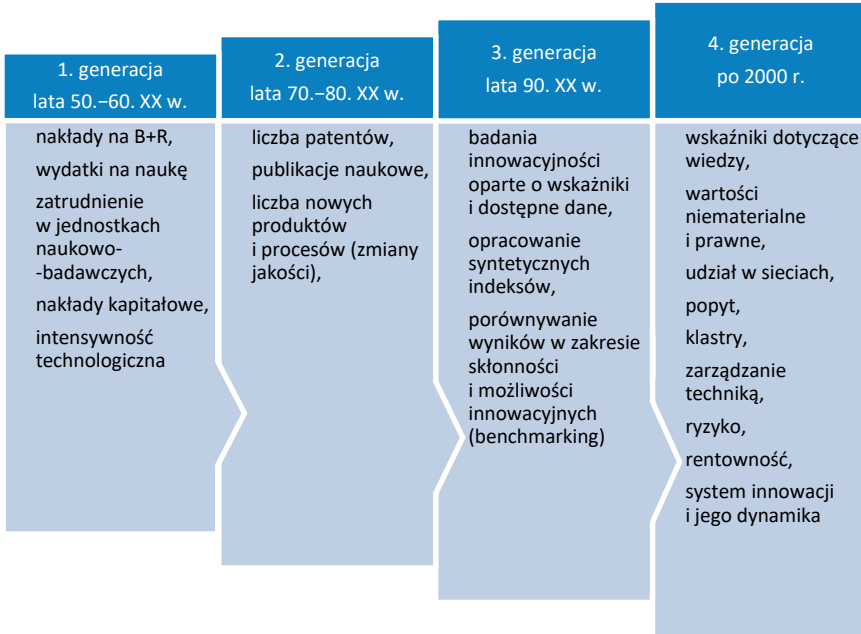 1. generacja
lata 50.–60. XX w.
nakłady na B+R,
wydatki na naukę
zatrudnienie
w jednostkach
naukowo-
-badawczych,
nakłady kapitałowe,
intensywność
technologiczna
2. generacja
lata 70.–80. XX w.
liczba patentów,
publikacje naukowe,
liczba nowych
produktów
i procesów (zmiany
jakości),
3. generacja
lata 90. XX w.
badania
innowacyjności
oparte o wskażniki
i dostępne dane,
opracowanie
syntetycznych
indeksów,
porównywanie
wyników w zakresie
skłonności
i możliwości
innowacyjnych
(benchmarking)
4. generacja
po 2000 r.
wskaźniki dotyczące
wiedzy,
wartości
niematerialne
i prawne,
udział w sieciach,
popyt,
klastry,
zarządzanie
techniką,
ryzyko,
rentowność,
system innowacji
i jego dynamika